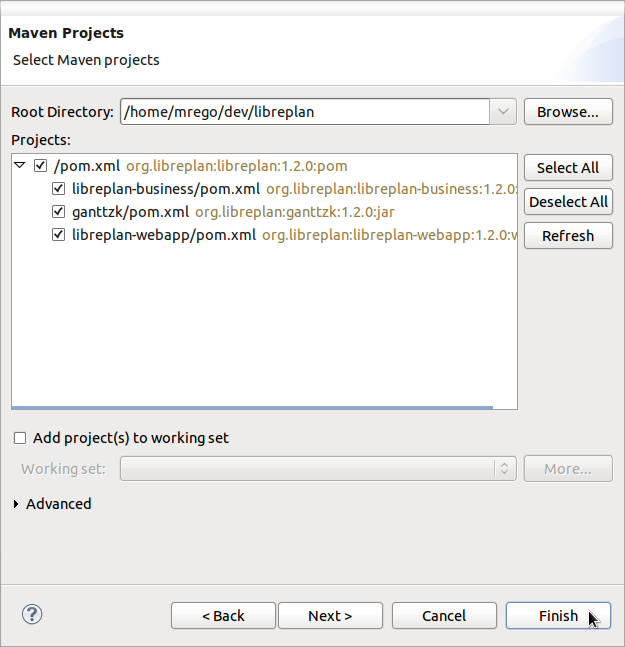 Maven Projects
Select Maven projects
Root Directory: /home/mrego/dev/libreplan Browse...
Projects:
/pom.xml org.libreplan:libreplan:1.2.0:pom Select All
libreplan-business/pom.xml org.libreplan:libreplan-business:1.2.0: Deselect All
ganttzk/pom.xml org.libreplan:ganttzk:1.2.0:jar
libreplan-webapp/pom.xml org.libreplan:libreplan-webapp:1.2.0:w Refresh
Add project(s) to working set
Working set: More...
Advanced
? < Back Next > Cancel Finish